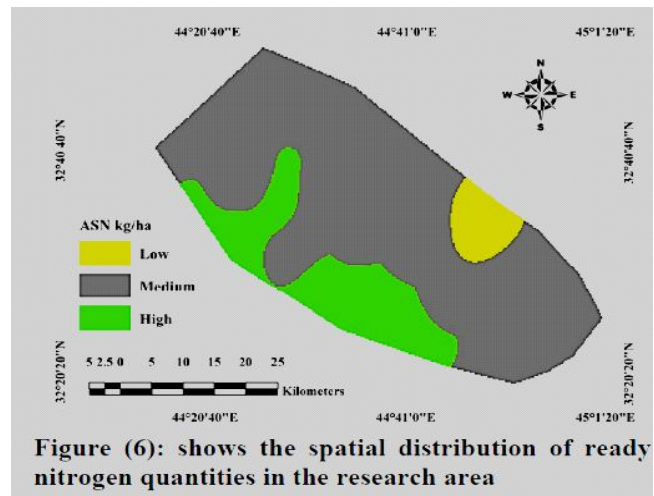 44°20'40"E 44°41'0"E 45°1'20"E
N
W E
S
32°40'40"N 32°40'40"N
ASN kg/ha
Low
Medium
High
32°20'20"N 32°20'20"N
5 2.5 0 5 10 15 20 25
Kilometers
44°20'40"E 44°41'0"E 45°1'20"E
Figure (6): shows the spatial distribution of ready
nitrogen quantities in the research area